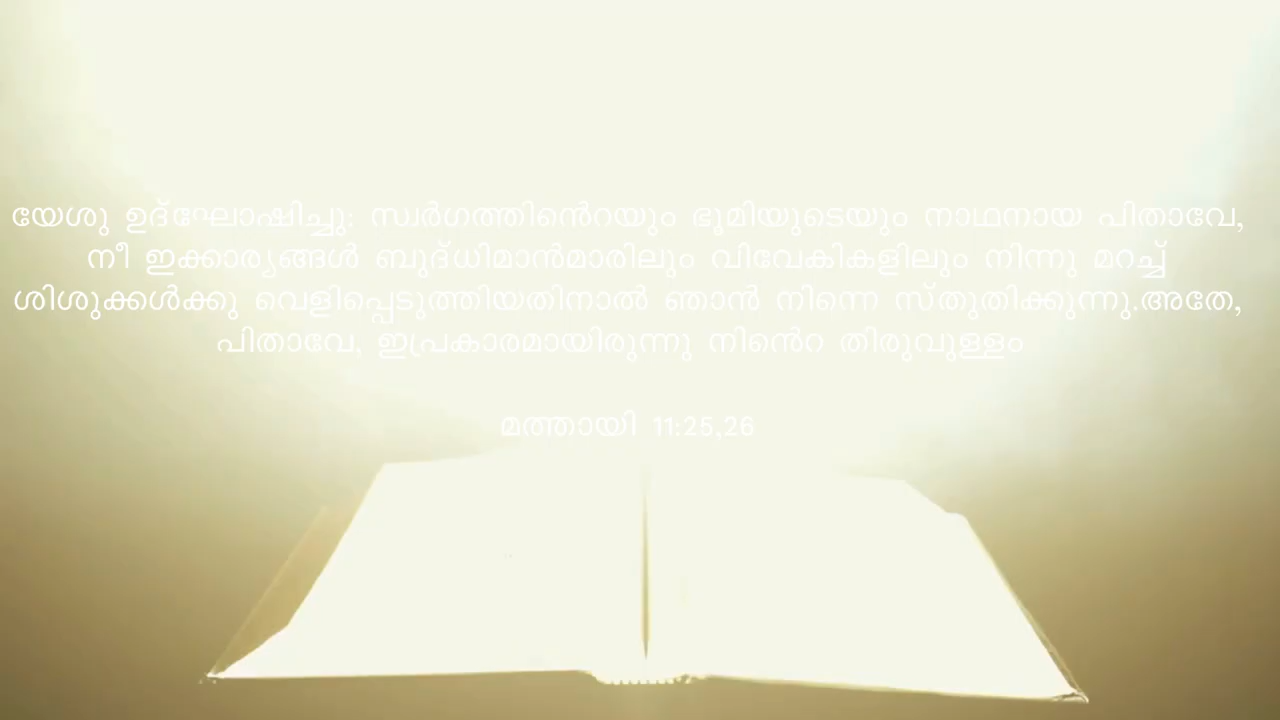 യേശു ഉദ്ഘോഷിച്ചു: സ്വർഗത്തിൻെറയും ഭൂമിയുടെയും നാഥനായ പിതാവേ,
നീ ഇക്കാര്യങ്ങൾ ബുദ്ധിമാൻമാരിലും വിവേകികളിലും നിന്നു മറച്ച്
ശിശുക്കൾക്കു വെളിപ്പെടുത്തിയതിനാൽ ഞാൻ നിന്നെ സ്തുതിക്കുന്നു.അതേ,
പിതാവേ, ഇപ്രകാരമായിരുന്നു നിൻെറ തിരുവുള്ളം
മത്തായി 11:25,26